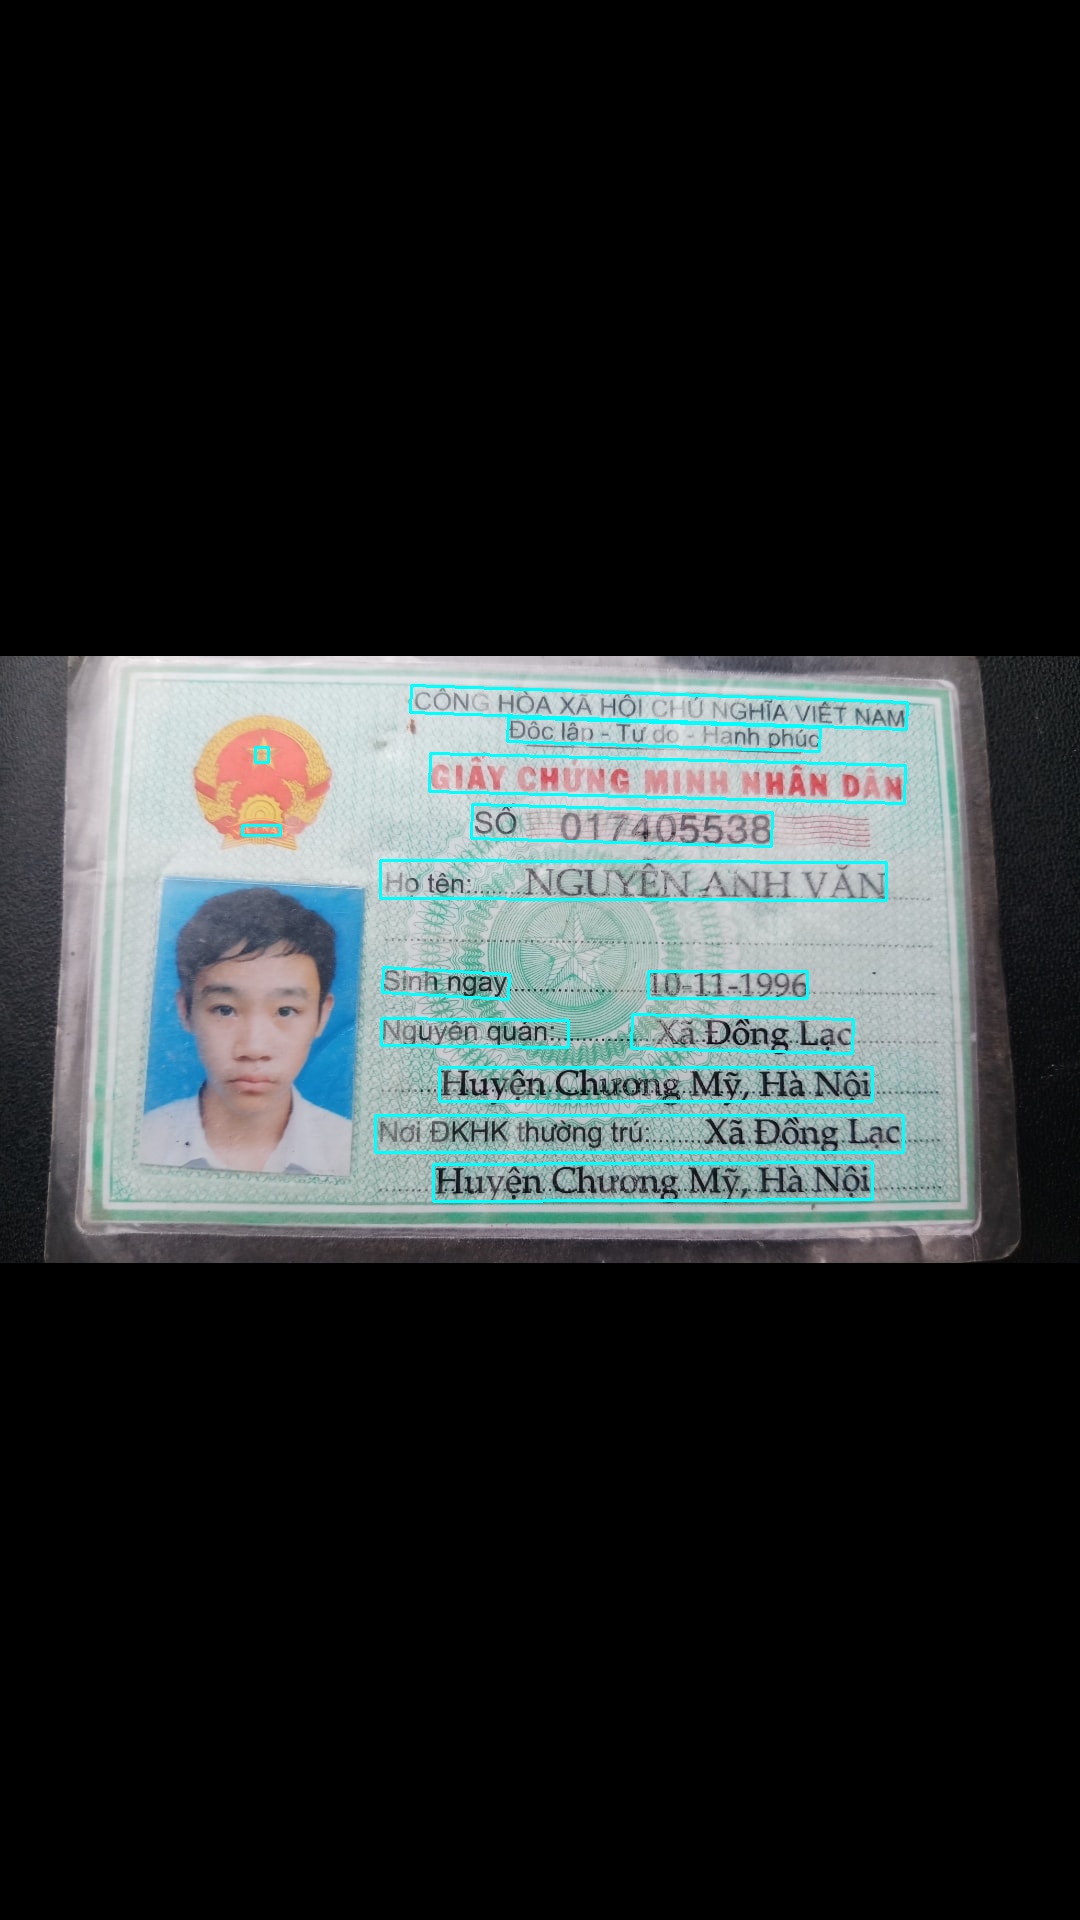 CÔNG HÒA XÃ HỘI CHỦ NGHĨA VIỆT NAM
Độc lập - Tự do - Hạnh phúc
GIẤY CHỨNG MINH NHÂN DÂN
SỐ 017405538
Họ tên:.......NGUYỄN ANH VĂN
Sinh ngày 10-11-1996
Nguyên quán: Xã Đồng Lạc
Huyện Chương Mỹ, Hà Nội
Nơi ĐKHK thường trú: Xã Đồng Lạc
Huyện Chương Mỹ, Hà Nội